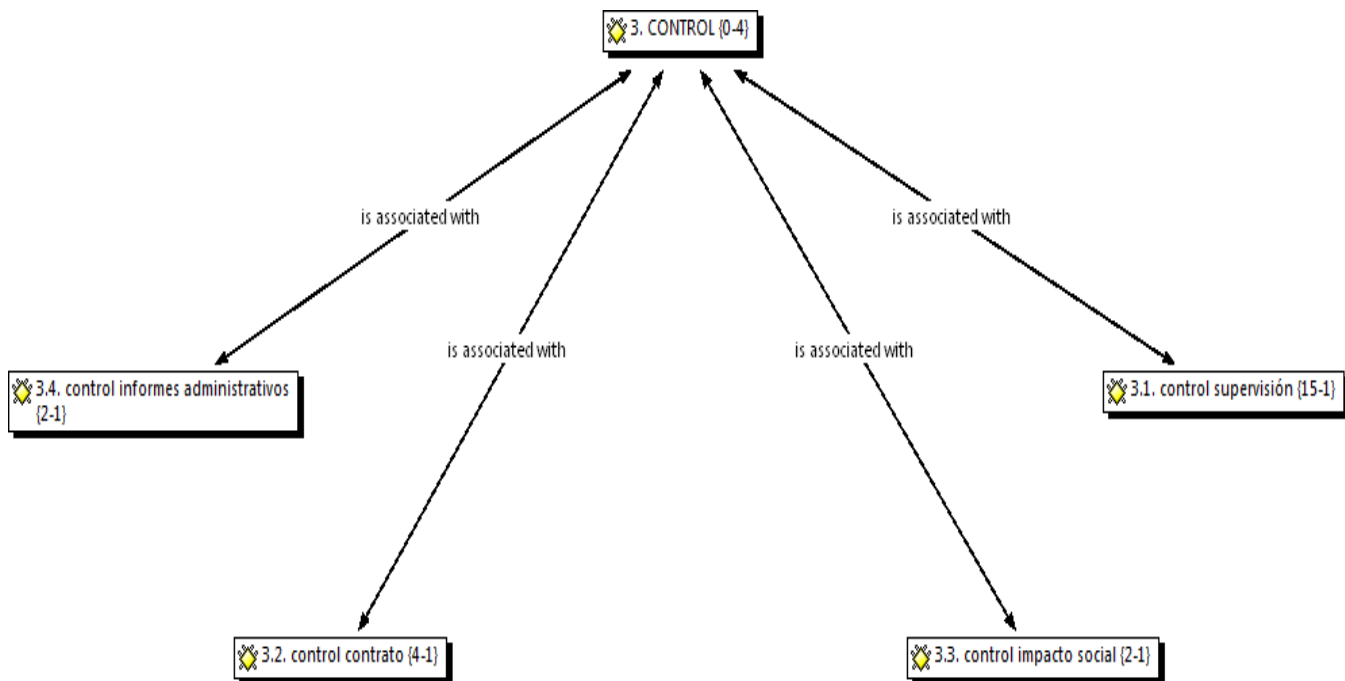 3. CONTROL {0-4}
is associated with
is associated with
is associated with
is associated with
3.4. control informes administrativos
{2-1}
3.1. control supervisión {15-1}
3.2. control contrato {4-1}
3.3. control impacto social {2-1}